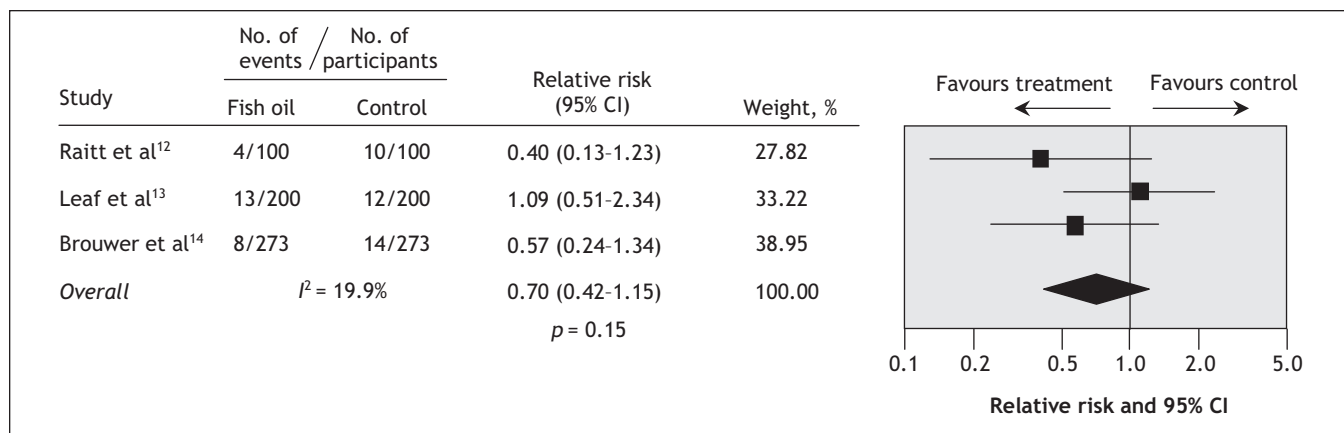 No. of events / No. of participants
Study Fish oil Control Relative risk (95% CI) Weight, %
Raitt et al¹² 4/100 10/100 0.40 (0.13–1.23) 27.82
Leaf et al¹³ 13/200 12/200 1.09 (0.51–2.34) 33.22
Brouwer et al¹⁴ 8/273 14/273 0.57 (0.24–1.34) 38.95
Overall I² = 19.9% 0.70 (0.42–1.15) 100.00
p = 0.15
Favours treatment Favours control
0.1 0.2 0.5 1.0 2.0 5.0
Relative risk and 95% CI